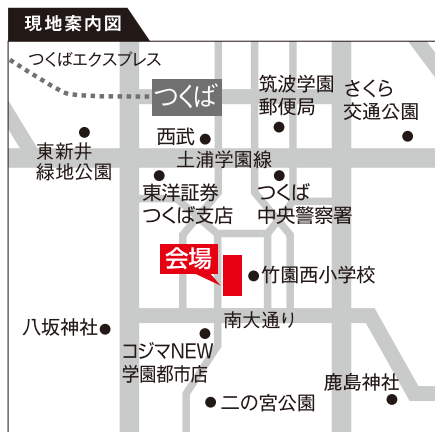 現地案内図
つくばエクスプレス
つくば
筑波学園
郵便局
さくら
交通公園
西武
東新井
緑地公園
土浦学園線
東洋証券
つくば支店
つくば
中央警察署
会場
竹園西小学校
南大通り
八坂神社
コジマNEW
学園都市店
鹿島神社
二の宮公園